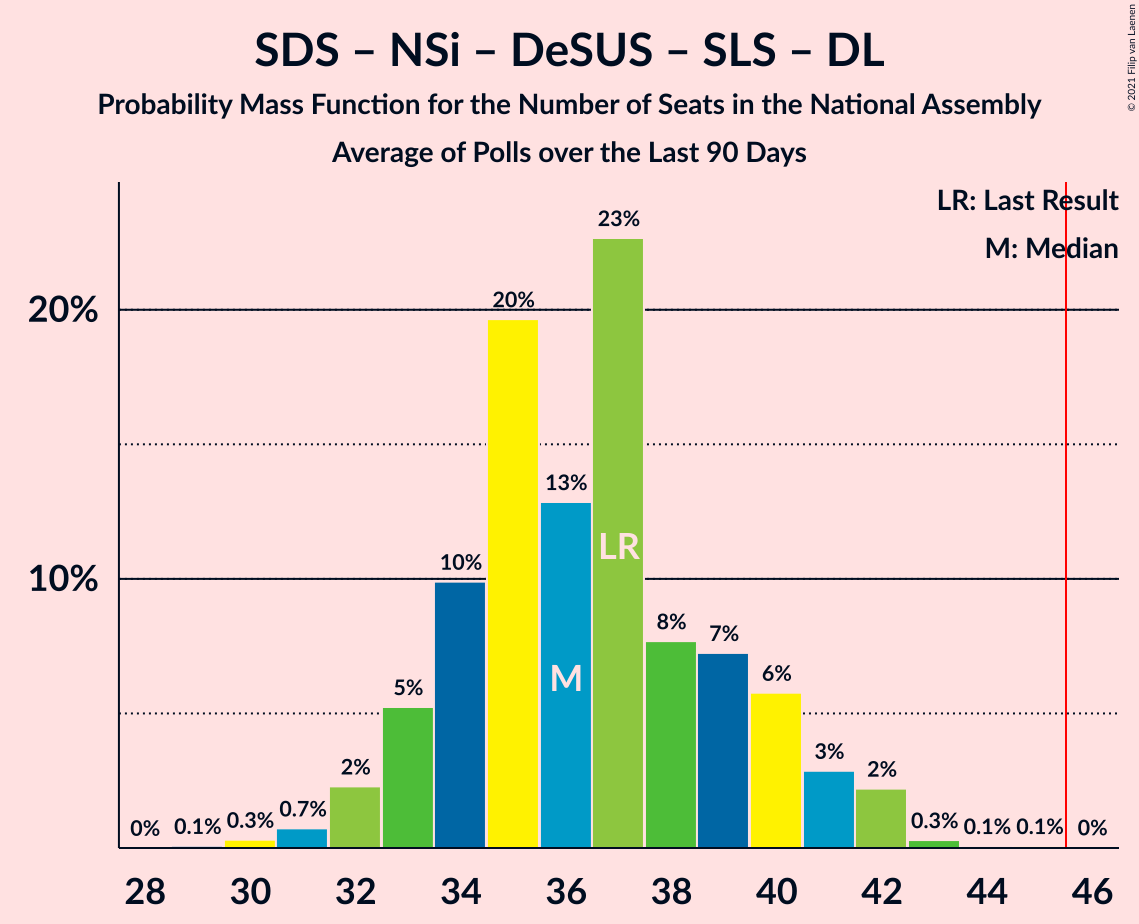 SDS – NSi – DeSUS – SLS – DL
Probability Mass Function for the Number of Seats in the National Assembly
Average of Polls over the Last 90 Days
© 2021 Filip van Laenen
LR: Last Result
M: Median
20%
10%
0%
0.1%
0.3%
0.7%
2%
5%
10%
20%
13%
23%
8%
7%
6%
3%
2%
0.3%
0.1%
0.1%
0%
LR
M
28 30 32 34 36 38 40 42 44 46